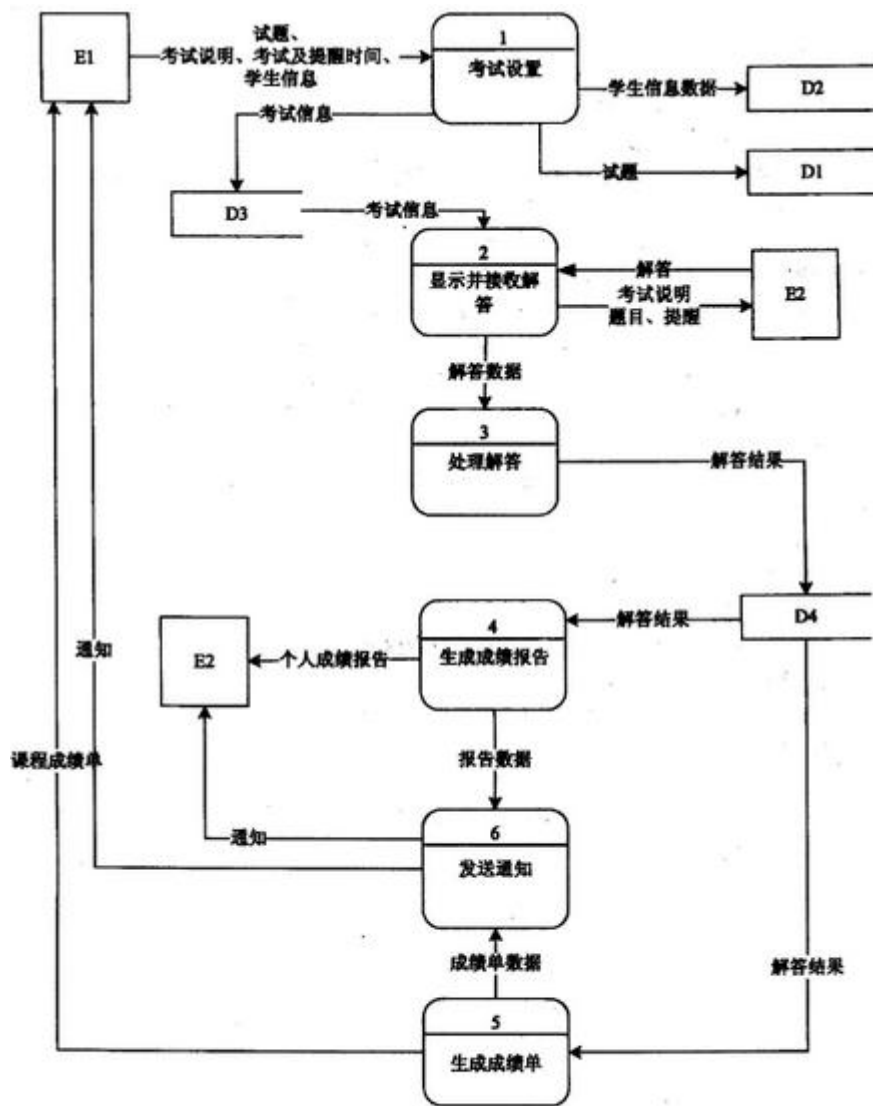 E1
试题、
考试说明、考试及提醒时间、
学生信息
1
考试设置
学生信息数据
D2
考试信息
试题
D1
D3
考试信息
2
显示并接收解
答
解答
考试说明
题目、提醒
E2
解答数据
3
处理解答
解答结果
D4
解答结果
4
生成成绩报告
个人成绩报告
E2
通知
课程成绩单
报告数据
通知
6
发送通知
成绩单数据
解答结果
5
生成成绩单